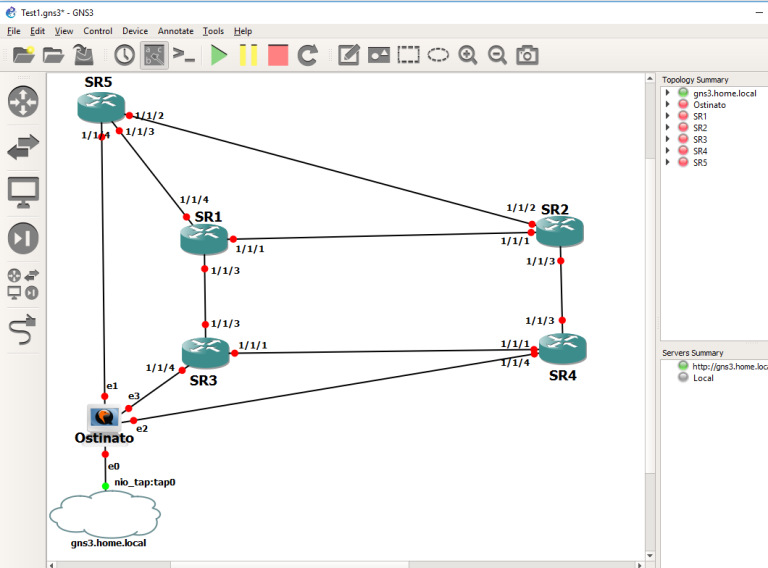 Test1.gns3* - GNS3
File Edit View Control Device Annotate Tools Help
SR5
1/1/2
1/1/3
1/1/4
1/1/4
SR1
1/1/1
1/1/3
1/1/2
SR2
1/1/1
1/1/3
1/1/3
1/1/1
SR3
1/1/4
1/1/3
1/1/1
1/1/4
SR4
e1
e3
e2
Ostinato
e0
nio_tap:tap0
gns3.home.local
Topology Summary
gns3.home.local
Ostinato
SR1
SR2
SR3
SR4
SR5
Servers Summary
http://gns3.home.loca
Local